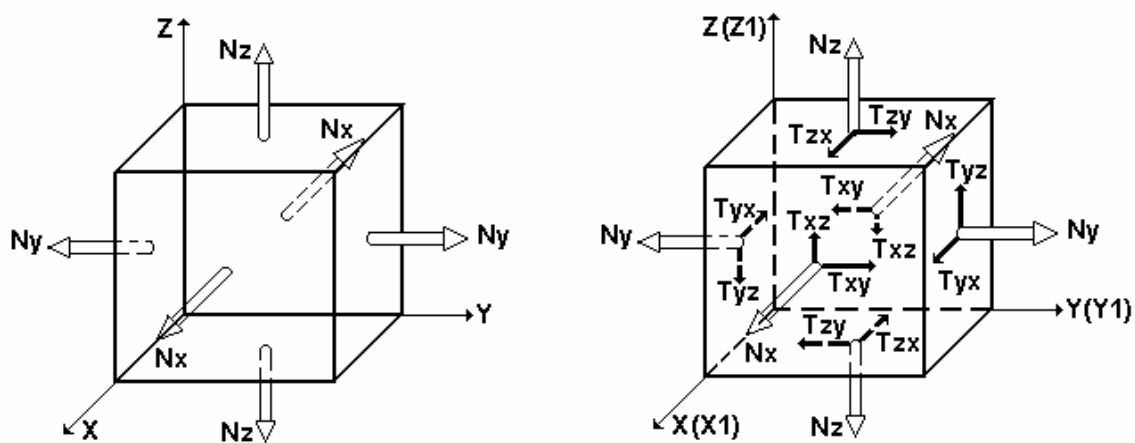 Z
Nz
Nx
Ny
Ny
Y
Nx
X
Nz
Z(Z1)
Nz
Tzy
Tzx
Nx
Tyz
Txy
Tyx
Txz
Ny
Ny
Txz
Tyz
Txy
Tyx
Y(Y1)
Tzy
Tzx
Nx
X(X1)
Nz